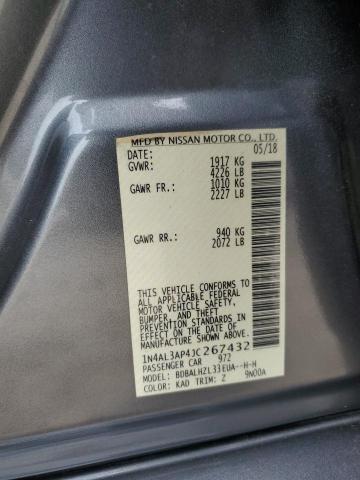 MFD BY NISSAN MOTOR CO., LTD.
DATE: 05/18
GVWR: 1917 KG
4226 LB
GAWR FR.: 1010 KG
2227 LB
GAWR RR.: 940 KG
2072 LB
THIS VEHICLE CONFORMS TO
ALL APPLICABLE FEDERAL
MOTOR VEHICLE SAFETY,
BUMPER, AND THEFT
PREVENTION STANDARDS IN
EFFECT ON THE DATE OF
MANUFACTURE SHOWN ABOVE.
1N4AL3AP4JC267432
PASSENGER CAR 972
MODEL: BDBALHZL33EUA--H-H
COLOR: KAD TRIM: Z 9N00A